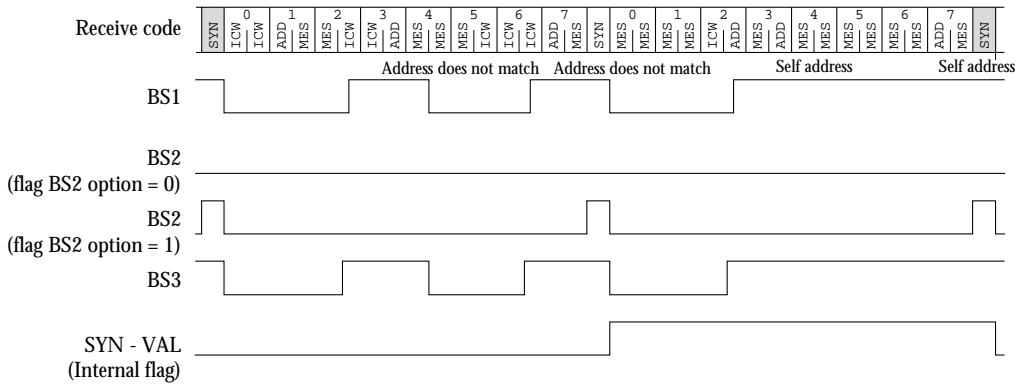 0 1 2 3 4 5 6 7 0 1 2 3 4 5 6 7
Receive code SYN ICW ICW ADD MES MES ICW ICW ADD MES MES MES ICW ICW ICW ADD MES SYN MES MES MES MES ICW ADD MES ADD MES MES MES MES MES MES ADD MES SYN
Address does not match Address does not match Self address Self address
BS1
BS2
(flag BS2 option = 0)
BS2
(flag BS2 option = 1)
BS3
SYN - VAL
(Internal flag)